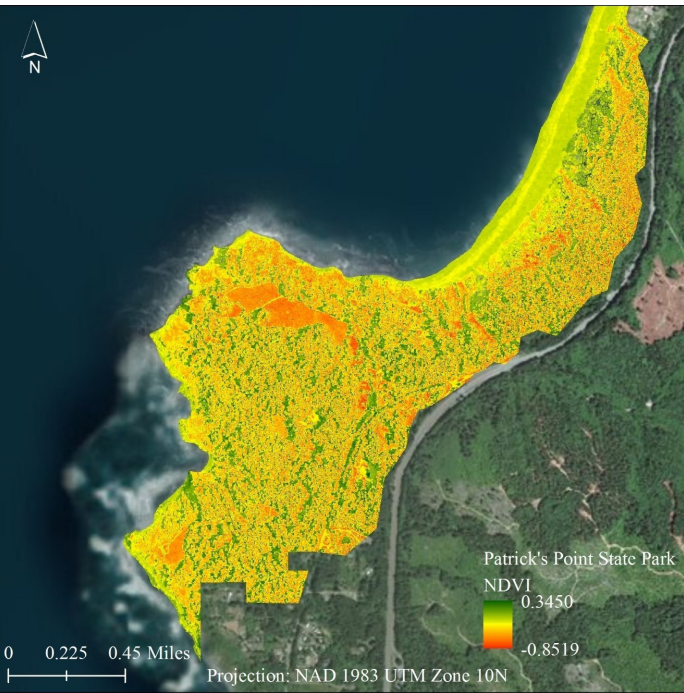 N
Patrick's Point State Park
NDVI
0.3450
-0.8519
0 0.225 0.45 Miles
Projection: NAD 1983 UTM Zone 10N